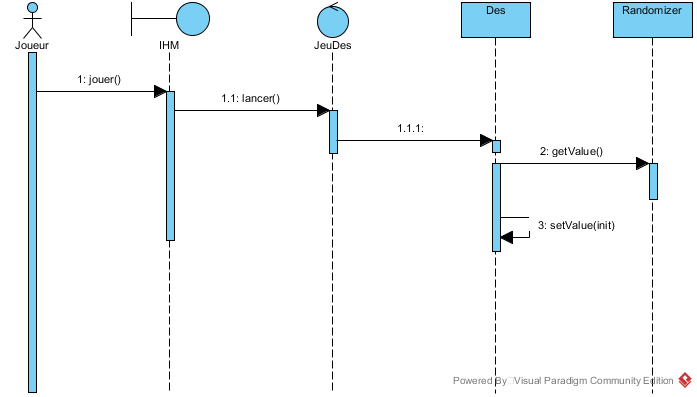 Des
Randomizer
Joueur
IHM
JeuDes
1: jouer()
1.1: lancer()
1.1.1:
2: getValue()
3: setValue(init)
Powered By Visual Paradigm Community Edition